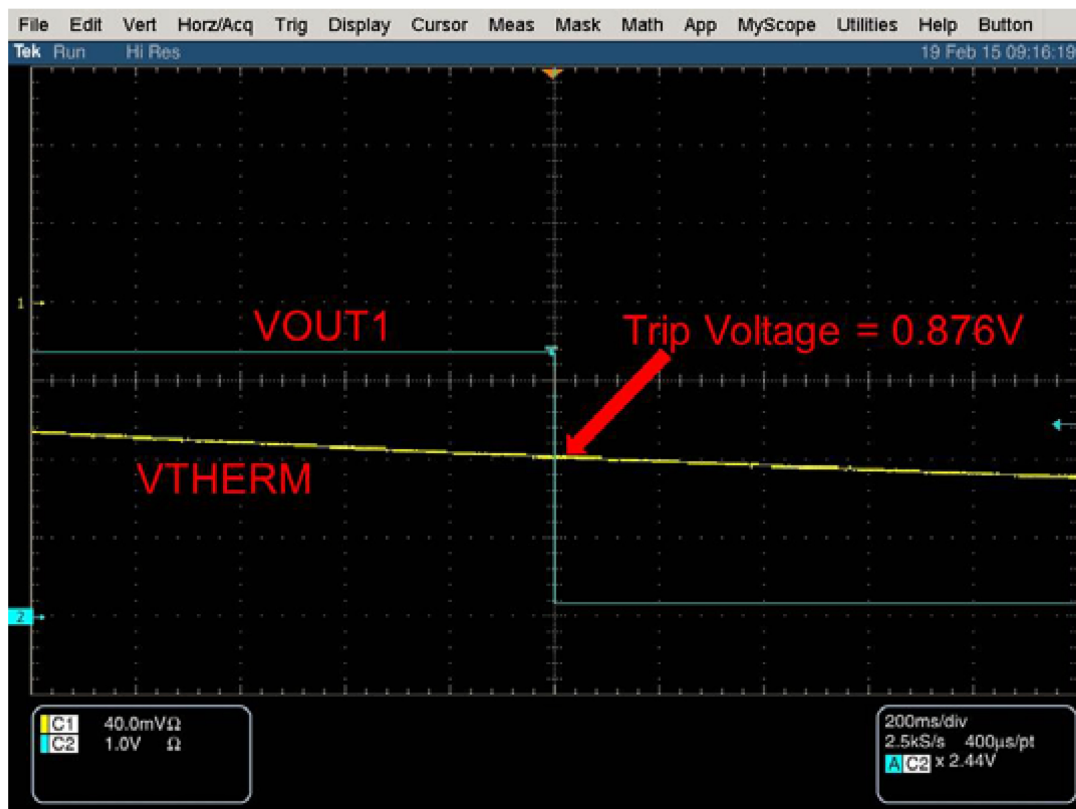 File Edit Vert Horz/Acq Trig Display Cursor Meas Mask Math App MyScope Utilities Help Button
Tek Run Hi Res 19 Feb 15 09:16:19
1
VOUT1
Trip Voltage = 0.876V
VTHERM
2
C1 40.0mVΩ
C2 1.0V Ω
200ms/div
2.5kS/s 400µs/pt
A C2 x 2.44V